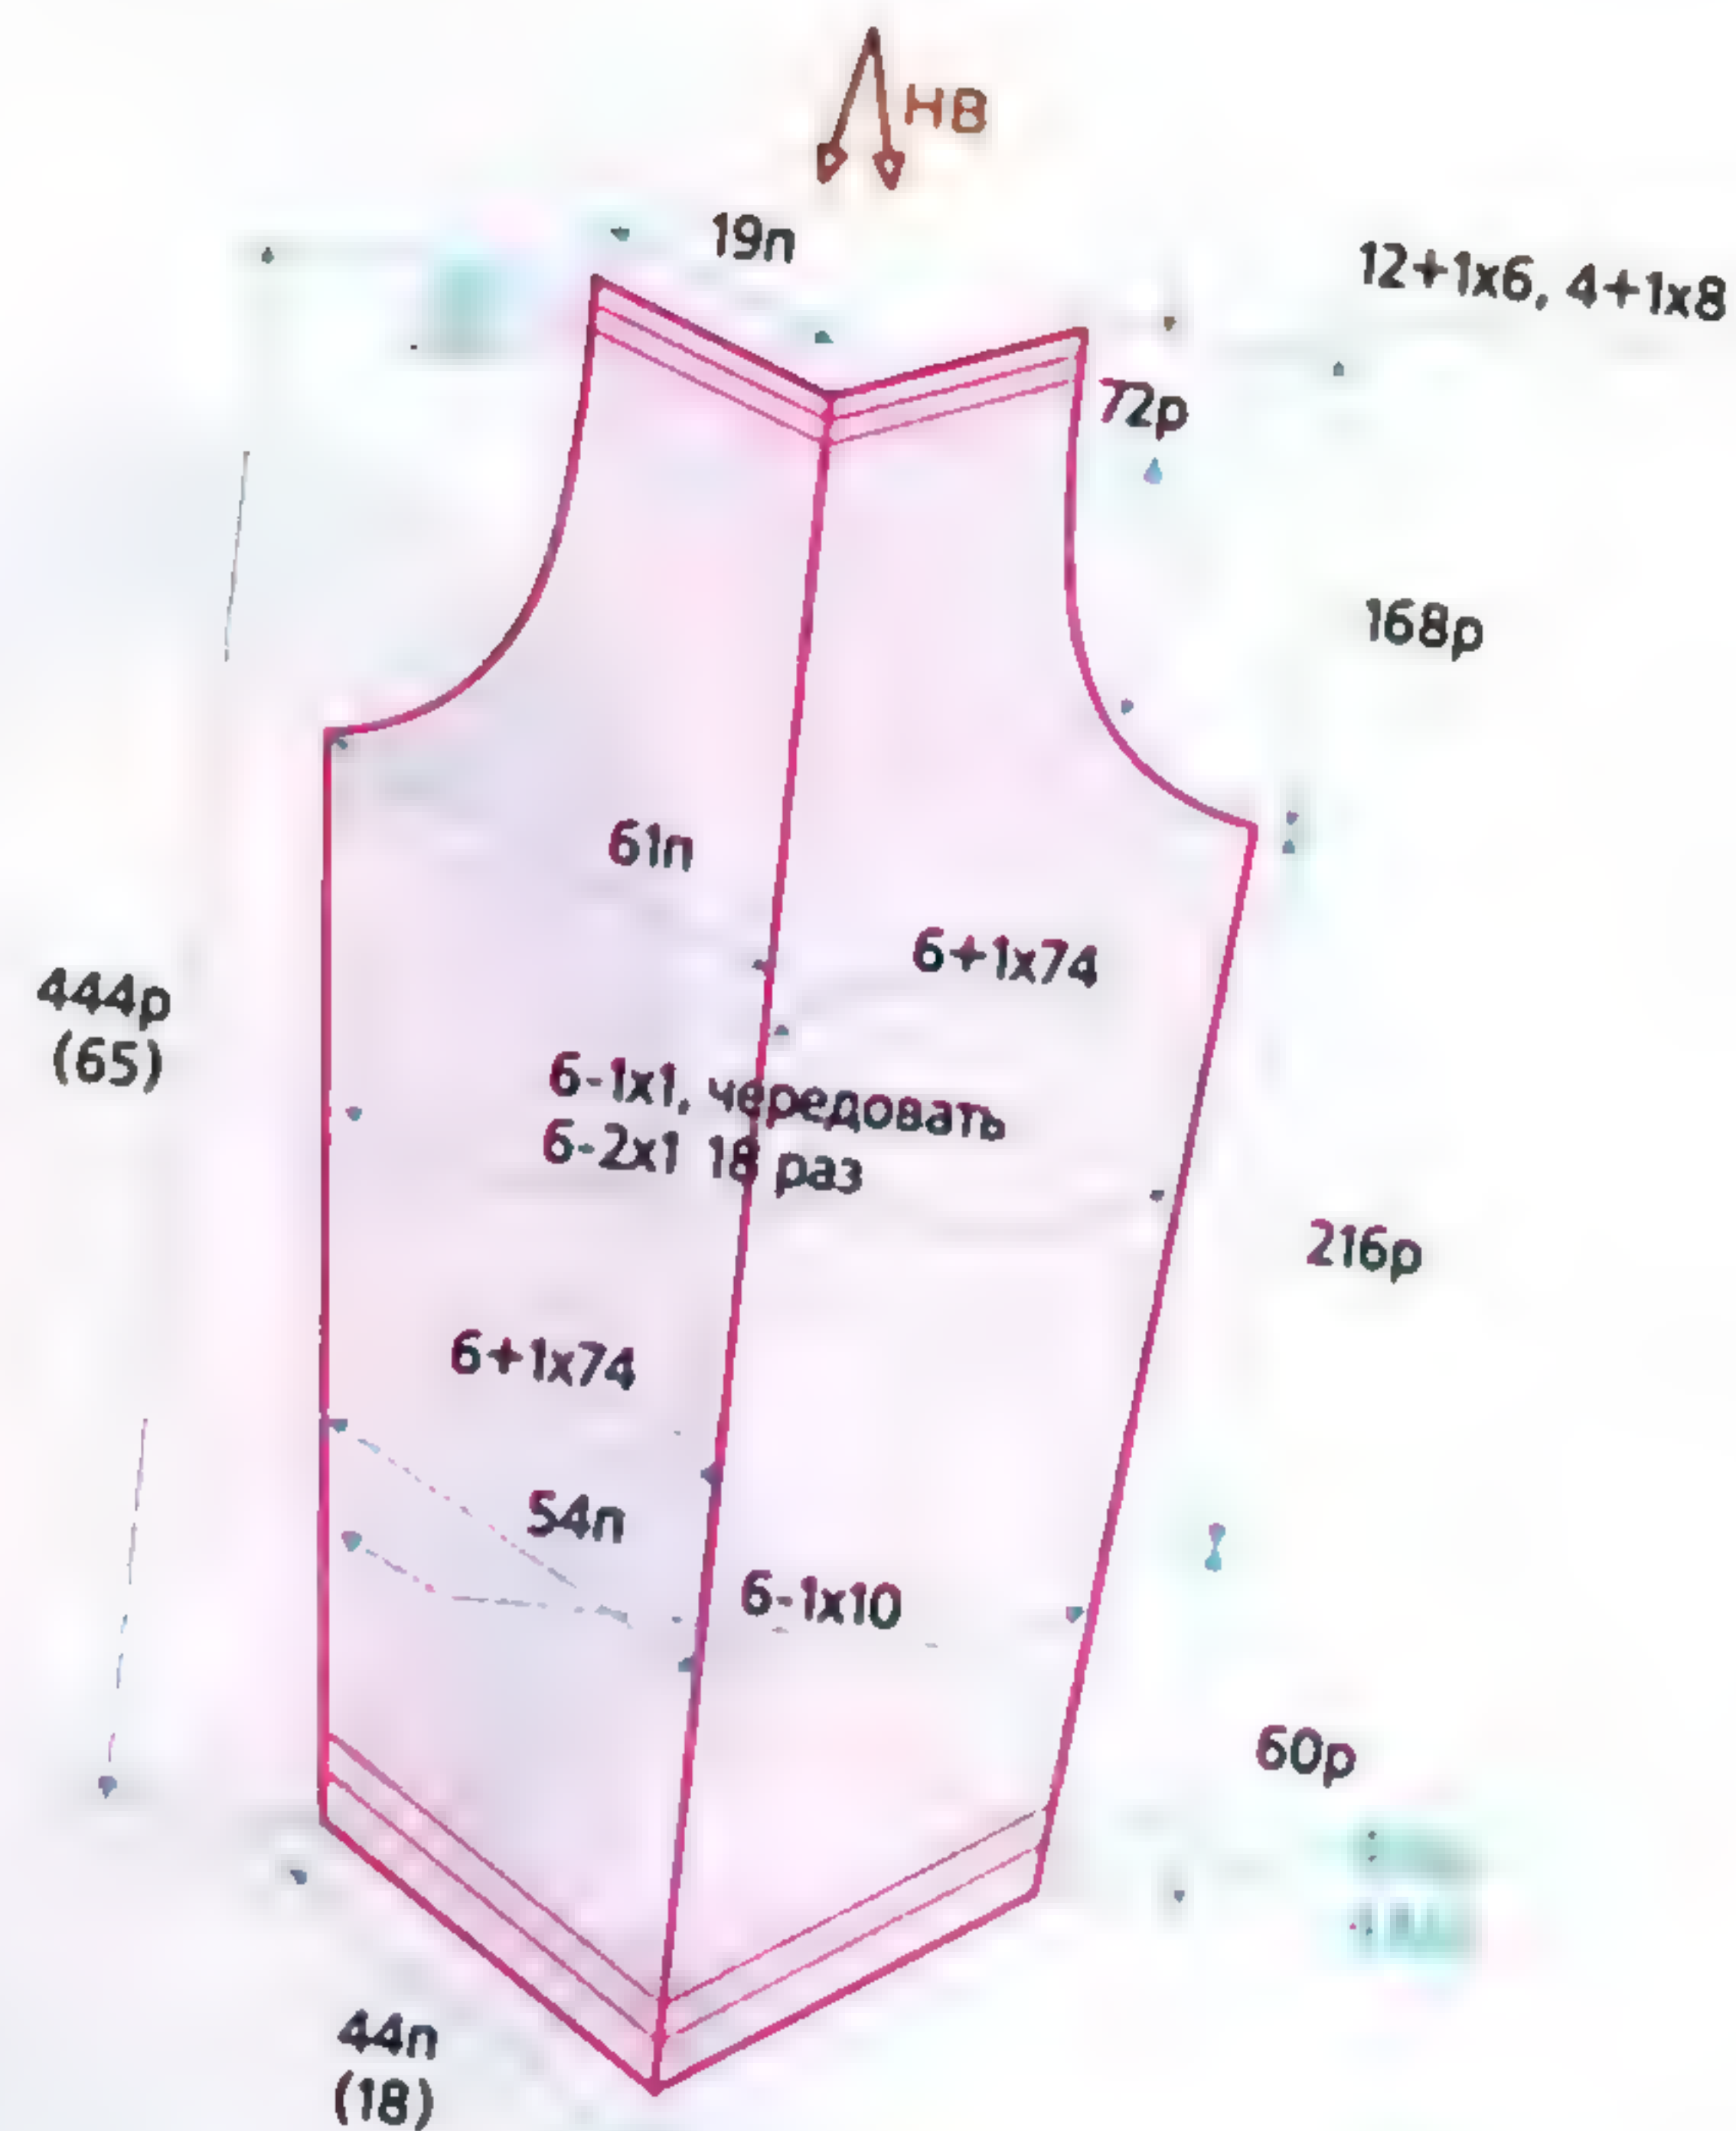 НВ
19п
12+1х6, 4+1х8
72р
168р
61п
6+1х74
444р
(65)
6-1х1, чередовать
6-2х1 18 раз
216р
6+1х74
54п
6-1х10
60р
44п
(18)